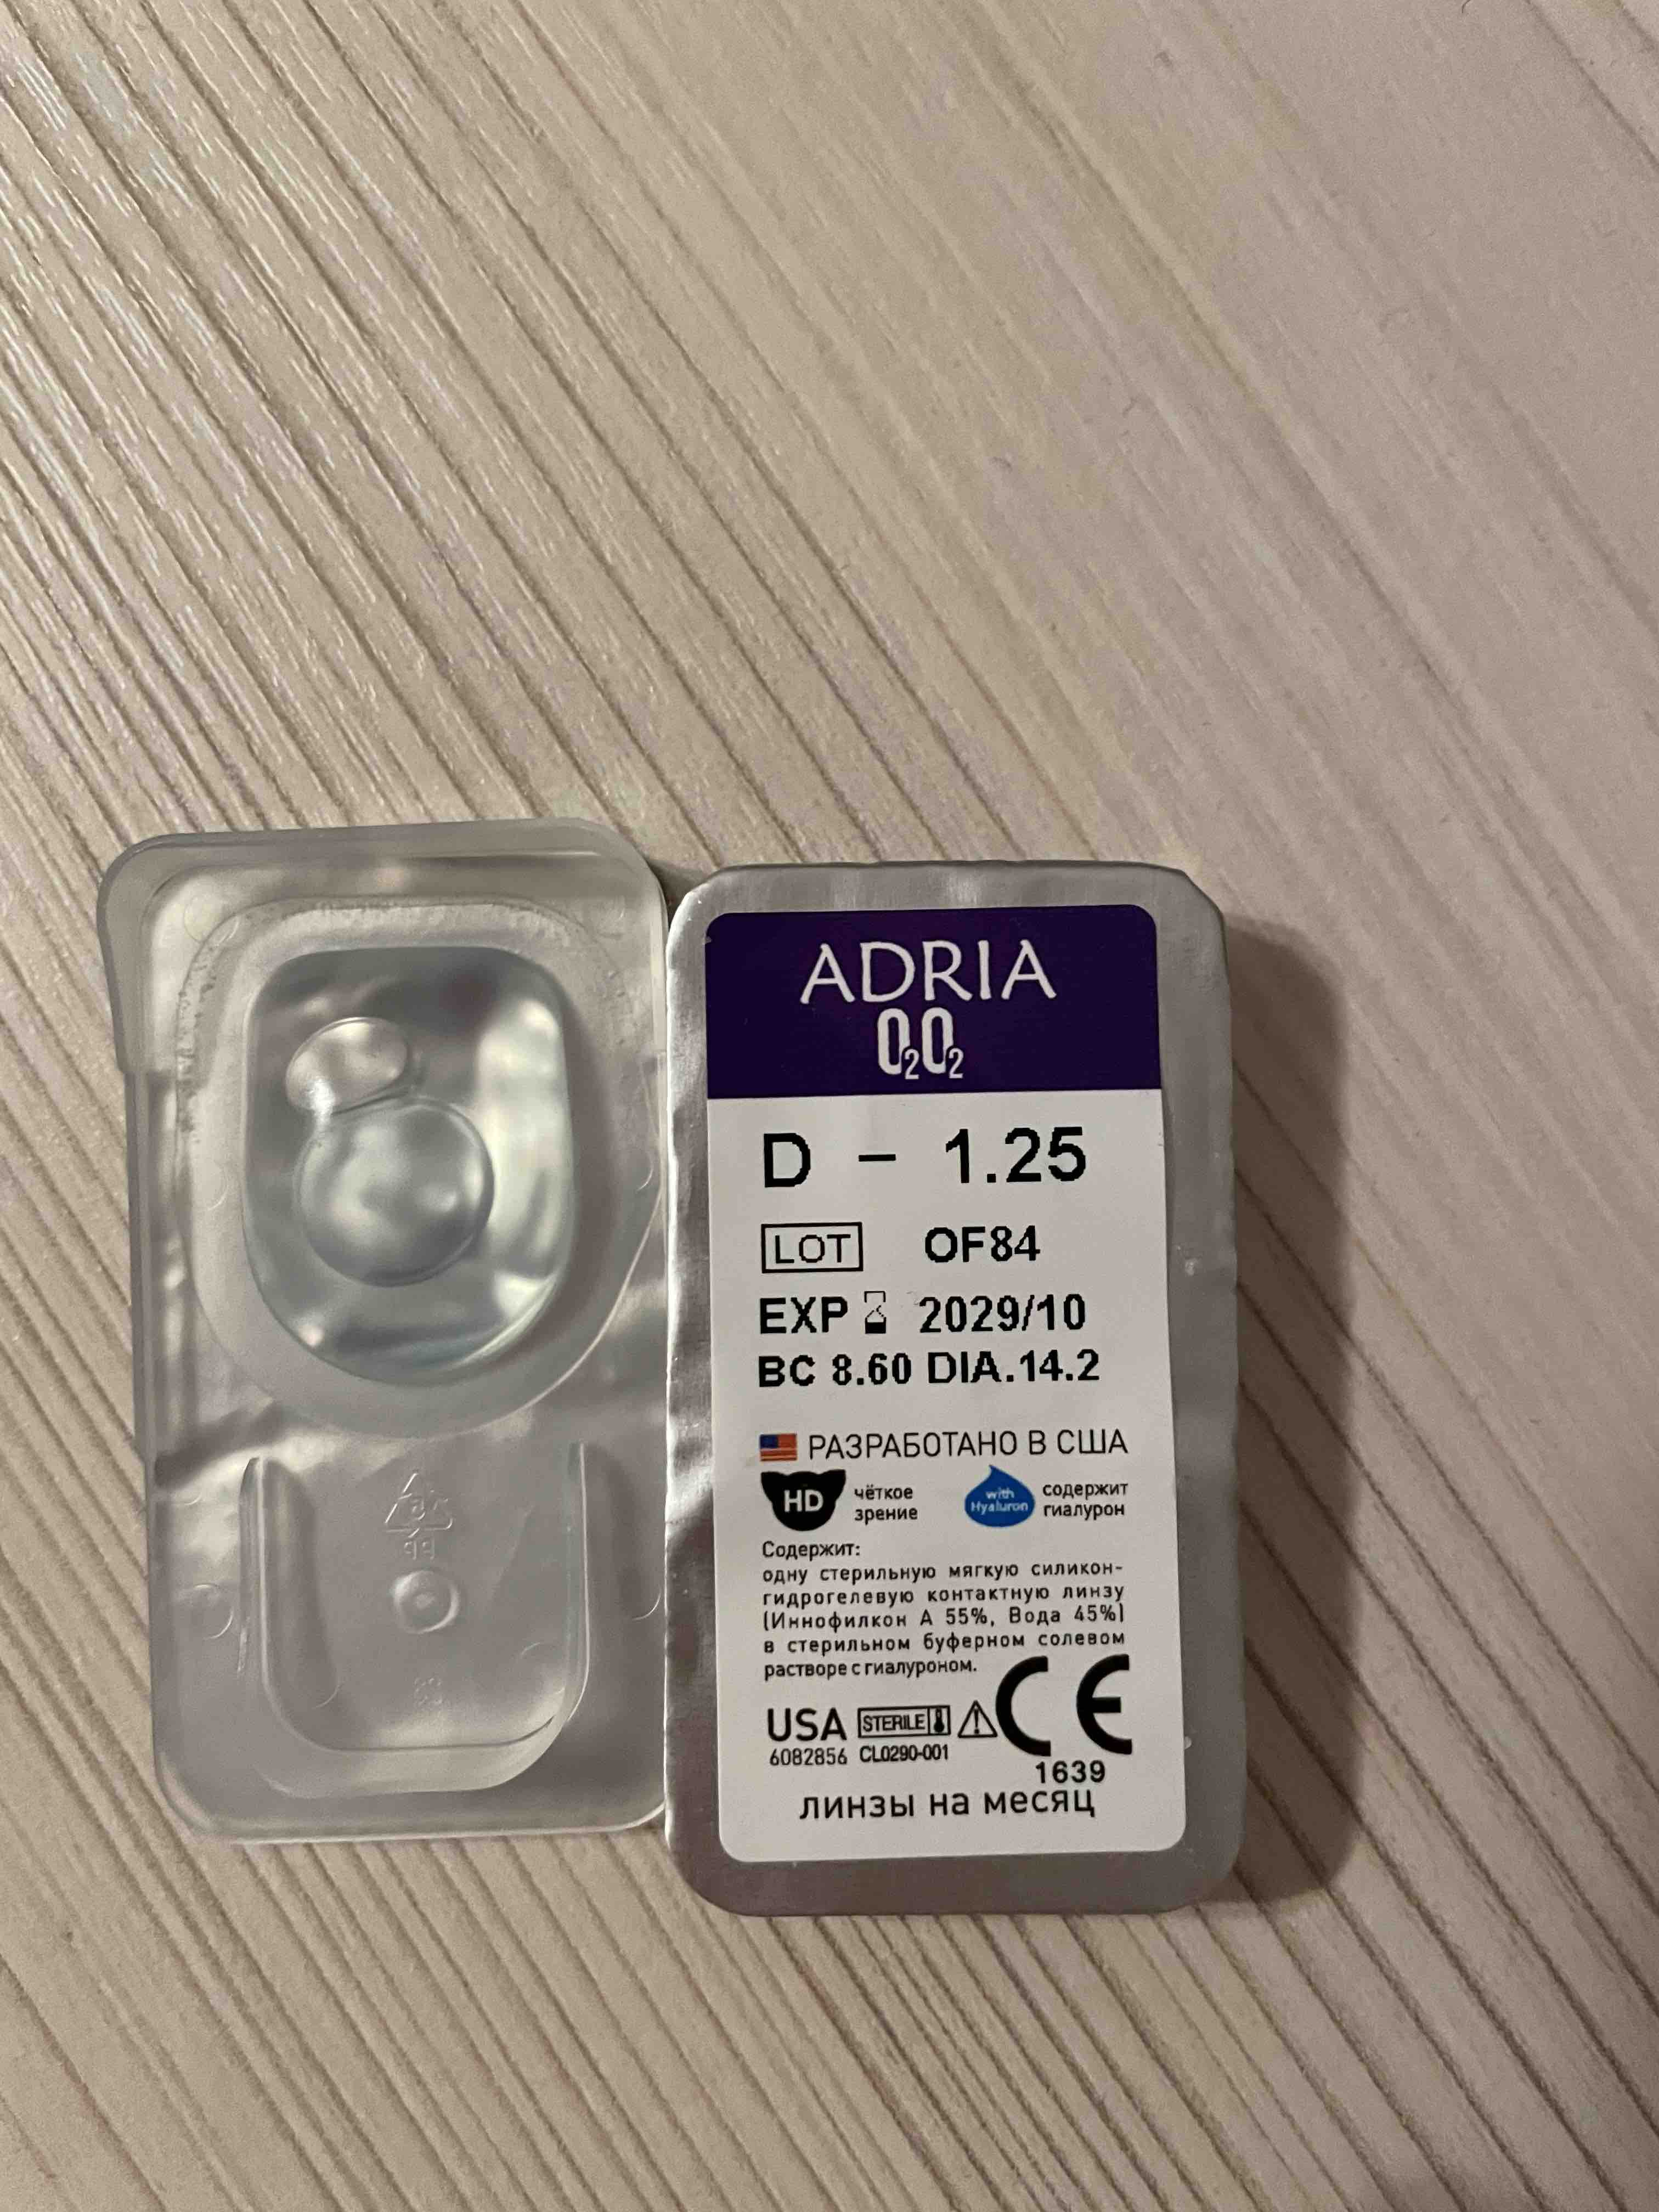 ADRIA
O₂O₂
D – 1.25
LOT OF84
EXP 2029/10
BC 8.60 DIA.14.2
РАЗРАБОТАНО В США
HD чёткое зрение
with Hyaluron содержит гиалурон
Содержит:
одну стерильную мягкую силикон-
гидрогелевую контактную линзу
(Иннофилкон А 55%, Вода 45%)
в стерильном буферном солевом
растворе с гиалуроном.
USA STERILE CE
6082856 CL0290-001
1639
линзы на месяц
5
PP